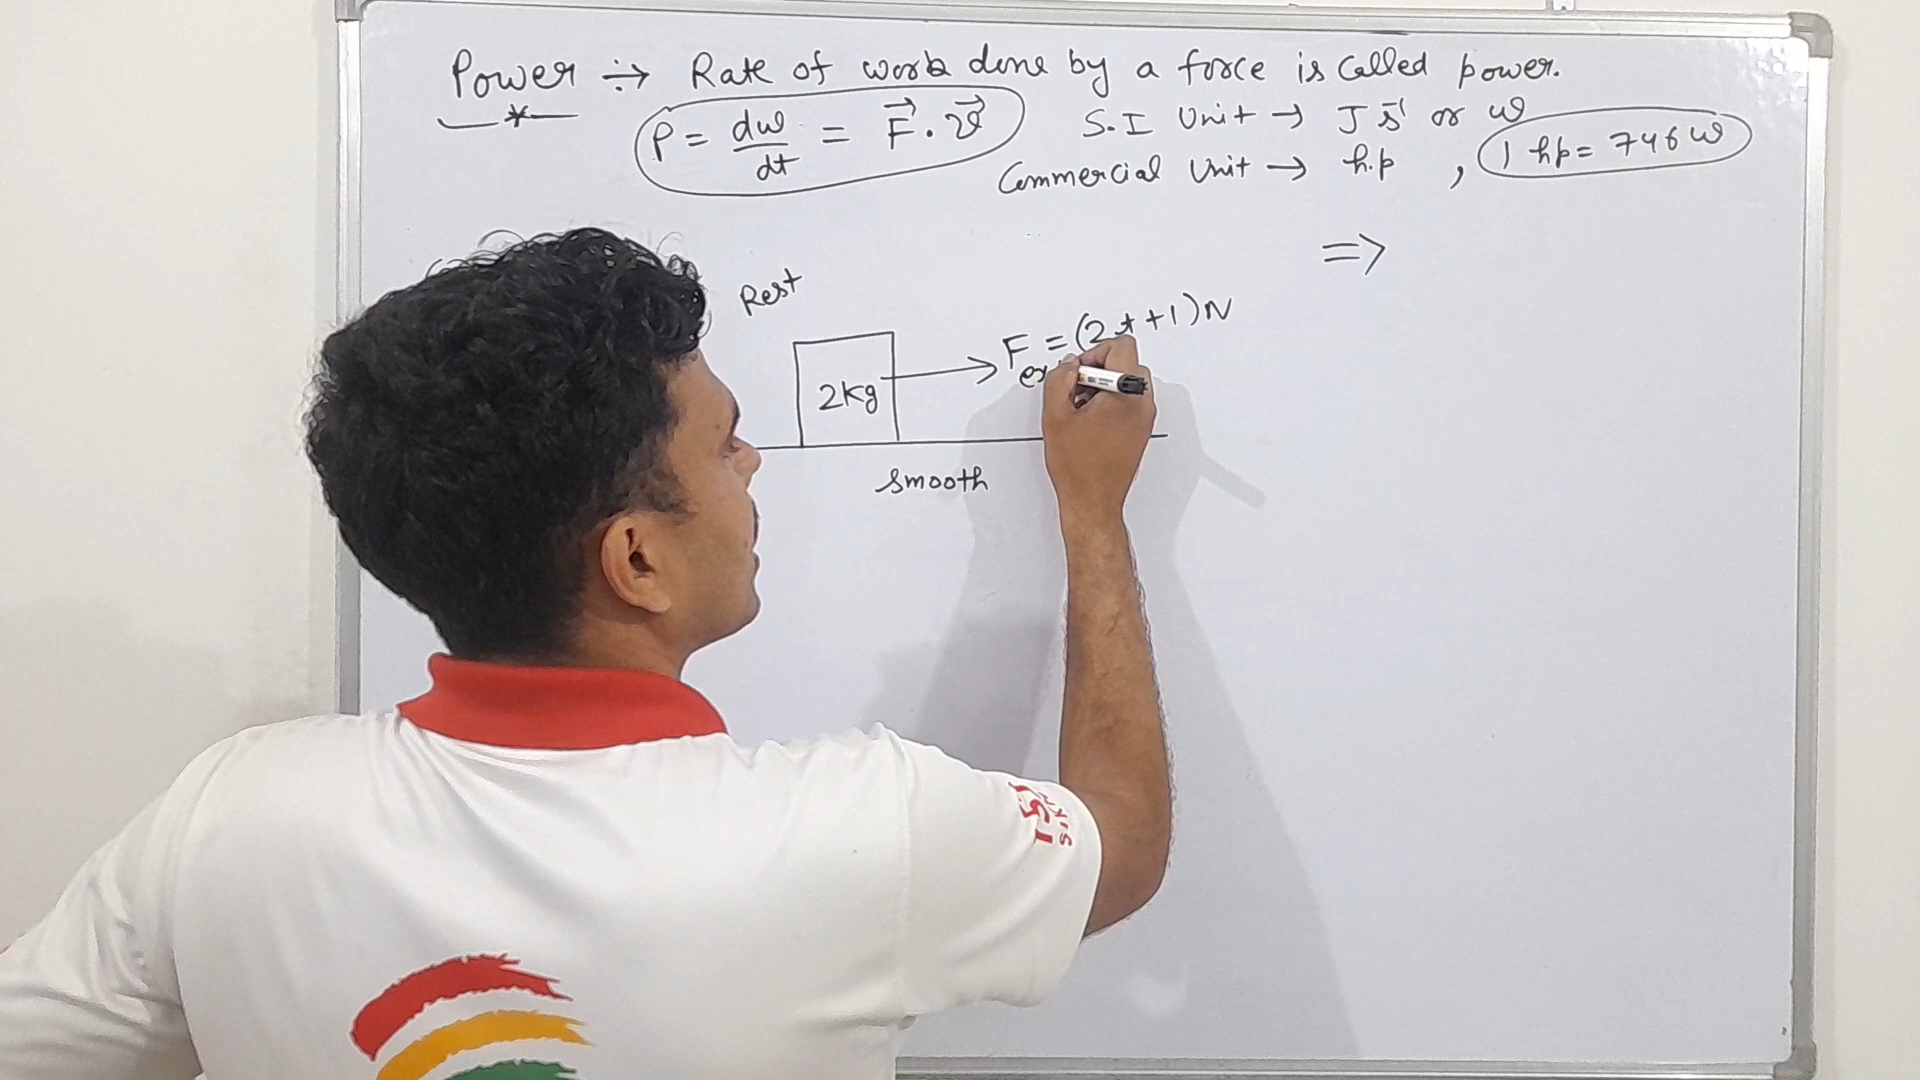 Power ÷→ Rate of work done by a force is called power.
P = dw/dt = F⃗ . v⃗
S.I Unit → J s⁻¹ or w
Commercial Unit → h.p , 1 hp = 746 w
=>
Rest
F = (2t+1)N
ex
2kg
smooth